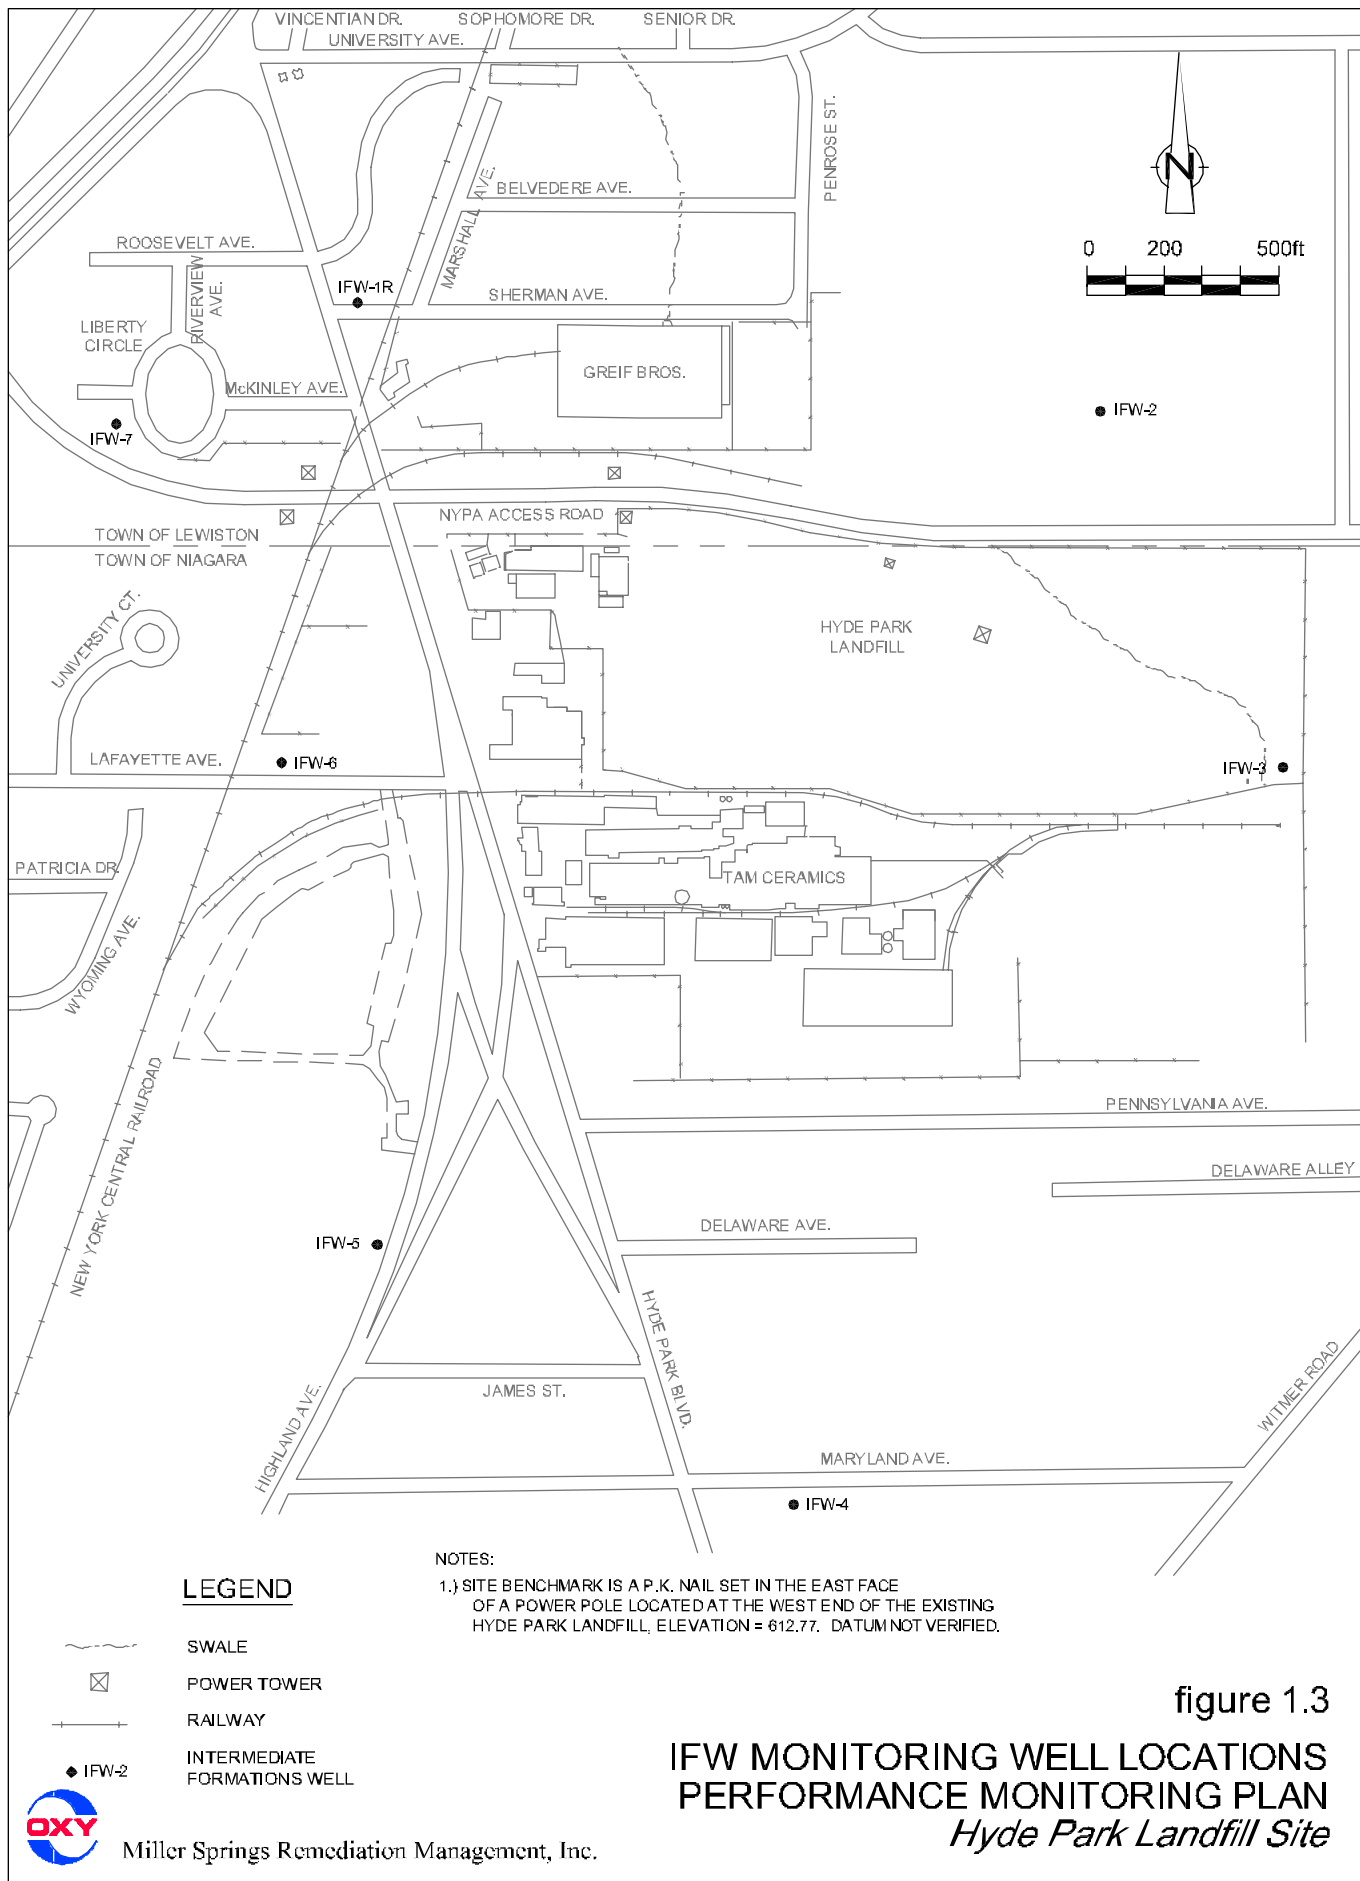 VINCENTIAN DR.
SOPHOMORE DR.
SENIOR DR.
UNIVERSITY AVE.
PENROSE ST.
N
BELVEDERE AVE.
MARSHALL AVE.
ROOSEVELT AVE.
0 200 500ft
RIVERVIEW
AVE.
IFW-1R
SHERMAN AVE.
LIBERTY
CIRCLE
GREIF BROS.
McKINLEY AVE.
IFW-2
IFW-7
NYPA ACCESS ROAD
TOWN OF LEWISTON
TOWN OF NIAGARA
UNIVERSITY CT.
HYDE PARK
LANDFILL
LAFAYETTE AVE.
IFW-6
IFW-3
PATRICIA DR.
TAM CERAMICS
WYOMING AVE.
NEW YORK CENTRAL RAILROAD
PENNSYLVANIA AVE.
DELAWARE ALLEY
DELAWARE AVE.
IFW-5
HYDE PARK BLVD.
JAMES ST.
HIGHLAND AVE.
WITMER ROAD
MARYLAND AVE.
IFW-4
NOTES:
1.) SITE BENCHMARK IS A P.K. NAIL SET IN THE EAST FACE
OF A POWER POLE LOCATED AT THE WEST END OF THE EXISTING
HYDE PARK LANDFILL, ELEVATION = 612.77. DATUM NOT VERIFIED.
LEGEND
SWALE
POWER TOWER
RAILWAY
IFW-2 INTERMEDIATE
FORMATIONS WELL
figure 1.3
IFW MONITORING WELL LOCATIONS
PERFORMANCE MONITORING PLAN
Hyde Park Landfill Site
OXY
Miller Springs Remediation Management, Inc.